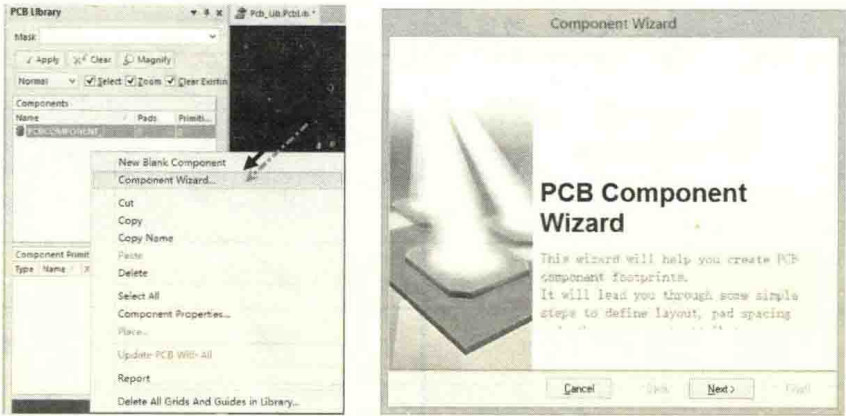 PCB Library
Pcb_Lib.PcbLib *
Mask
Apply Clear Magnify
Normal Select Zoom Clear Existin
Components
Name Pads Primiti...
PCBCOMPONENT_
New Blank Component
Component Wizard...
Cut
Copy
Copy Name
Paste
Delete
Select All
Component Properties...
Place...
Update PCB With All
Report
Delete All Grids And Guides in Library...
Component Primit
Type Name X
Component Wizard
PCB Component
Wizard
This wizard will help you create PCB
component footprints.
It will lead you through some simple
steps to define layout, pad spacing
Cancel Back Next >